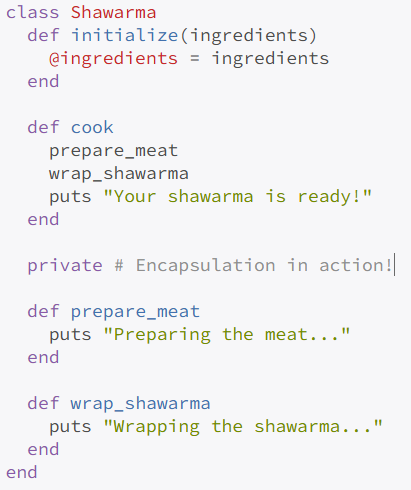 class Shawarma
  def initialize(ingredients)
    @ingredients = ingredients
  end

  def cook
    prepare_meat
    wrap_shawarma
    puts "Your shawarma is ready!"
  end

  private # Encapsulation in action!

  def prepare_meat
    puts "Preparing the meat..."
  end

  def wrap_shawarma
    puts "Wrapping the shawarma..."
  end
end